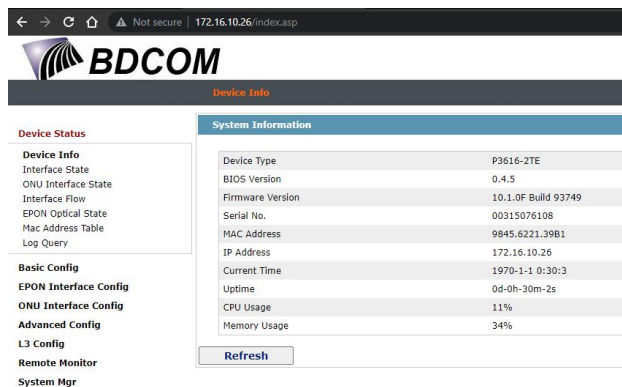 Not secure | 172.16.10.26/index.asp
BDCOM
Device Info
Device Status
Device Info
Interface State
ONU Interface State
Interface Flow
EPON Optical State
Mac Address Table
Log Query
Basic Config
EPON Interface Config
ONU Interface Config
Advanced Config
L3 Config
Remote Monitor
System Mgr
System Information
Device Type P3616-2TE
BIOS Version 0.4.5
Firmware Version 10.1.0F Build 93749
Serial No. 00315076108
MAC Address 9845.6221.39B1
IP Address 172.16.10.26
Current Time 1970-1-1 0:30:3
Uptime 0d-0h-30m-2s
CPU Usage 11%
Memory Usage 34%
Refresh